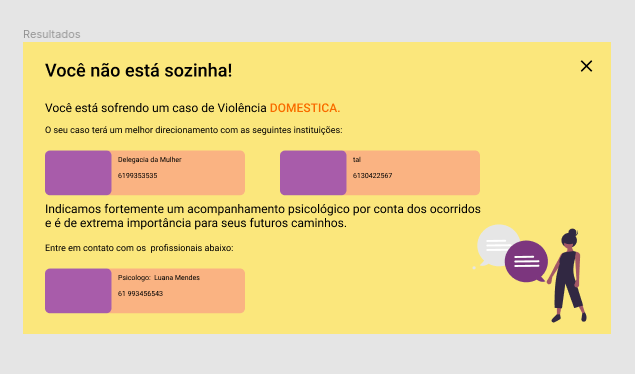 Resultados
Você não está sozinha!
Você está sofrendo um caso de Violência DOMESTICA.
O seu caso terá um melhor direcionamento com as seguintes instituições:
Delegacia da Mulher
6199353535
tal
6130422567
Indicamos fortemente um acompanhamento psicológico por conta dos ocorridos
e é de extrema importância para seus futuros caminhos.
Entre em contato com os profissionais abaixo:
Psicologo: Luana Mendes
61 993456543